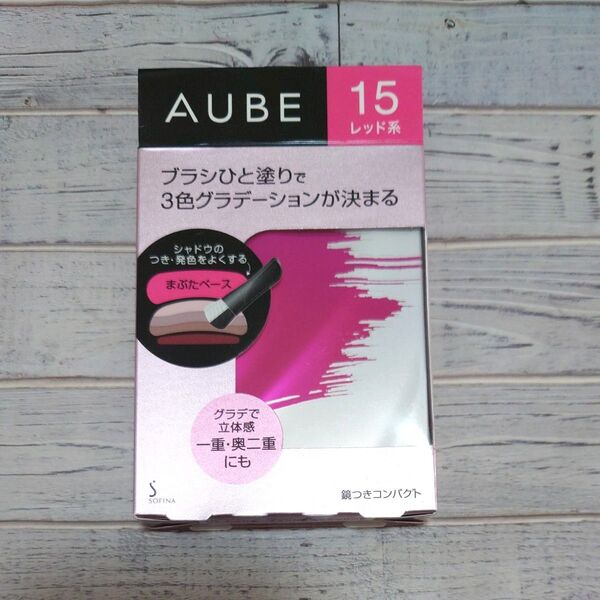 AUBE
15
レッド系
ブラシひと塗りで
3色グラデーションが決まる
シャドウの
つき・発色をよくする
まぶたベース
グラデで
立体感
一重・奥二重
にも
SOFINA
鏡つきコンパクト